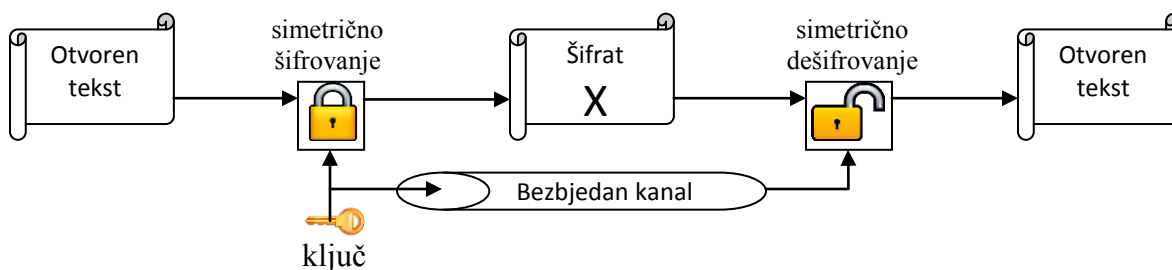 Otvoren
tekst
simetrično
šifrovanje
Šifrat
X
simetrično
dešifrovanje
Otvoren
tekst
Bezbjedan kanal
ključ